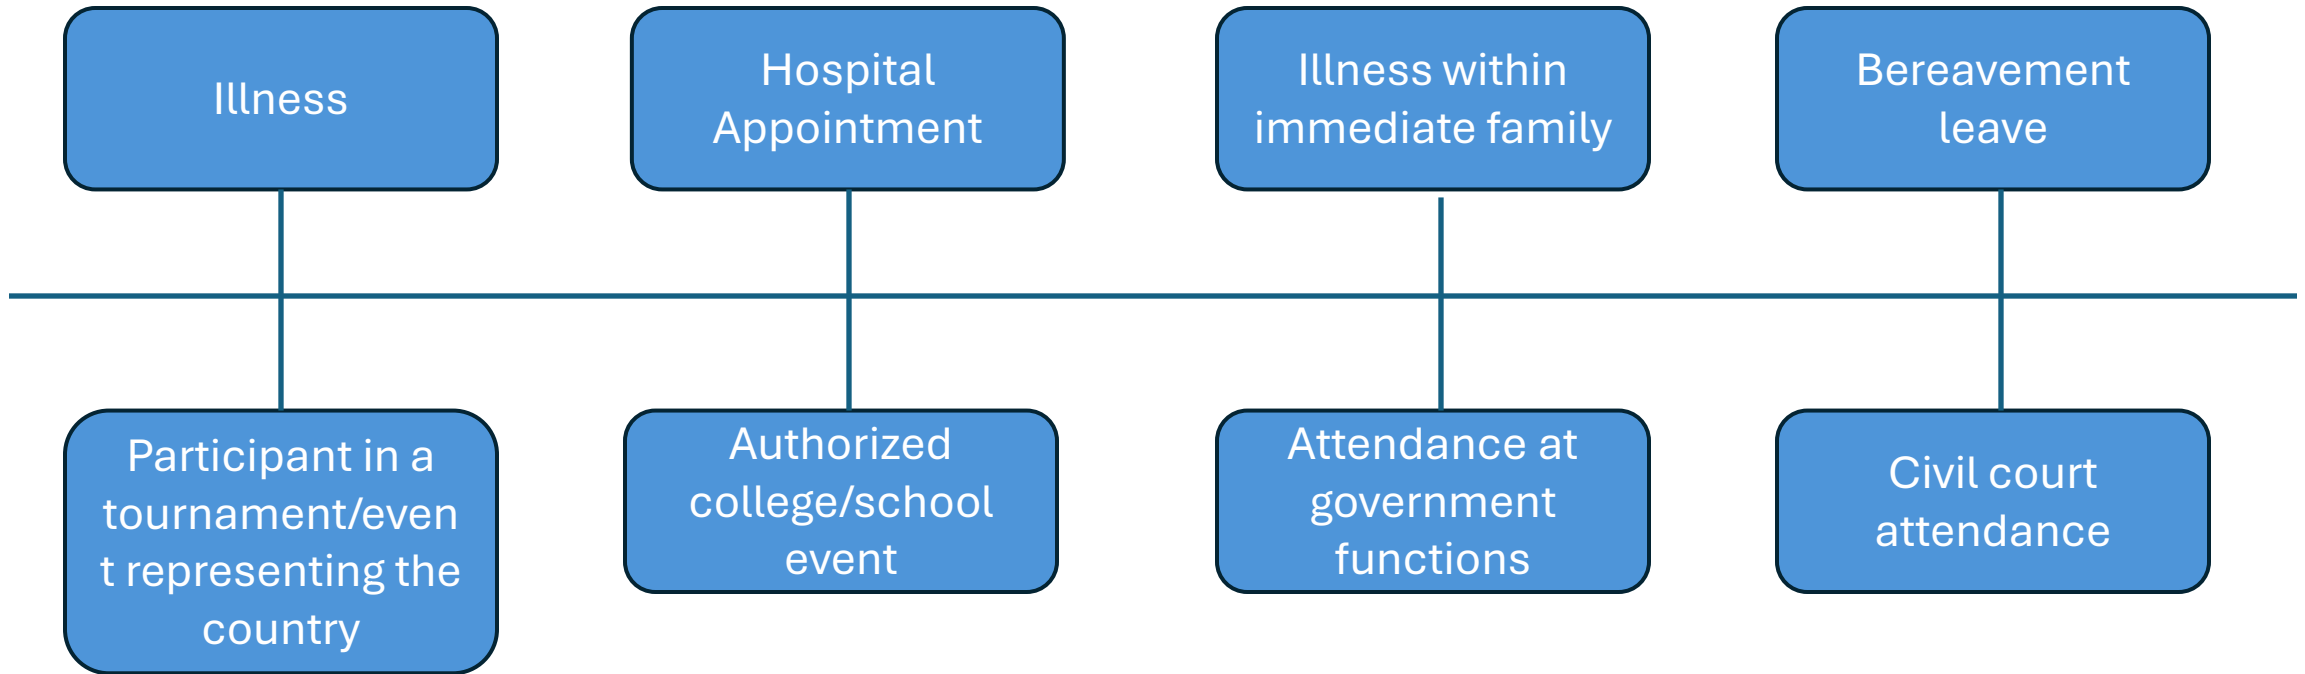 Illness
Hospital
Appointment
Illness within
immediate family
Bereavement
leave
Participant in a
tournament/even
t representing the
country
Authorized
college/school
event
Attendance at
government
functions
Civil court
attendance